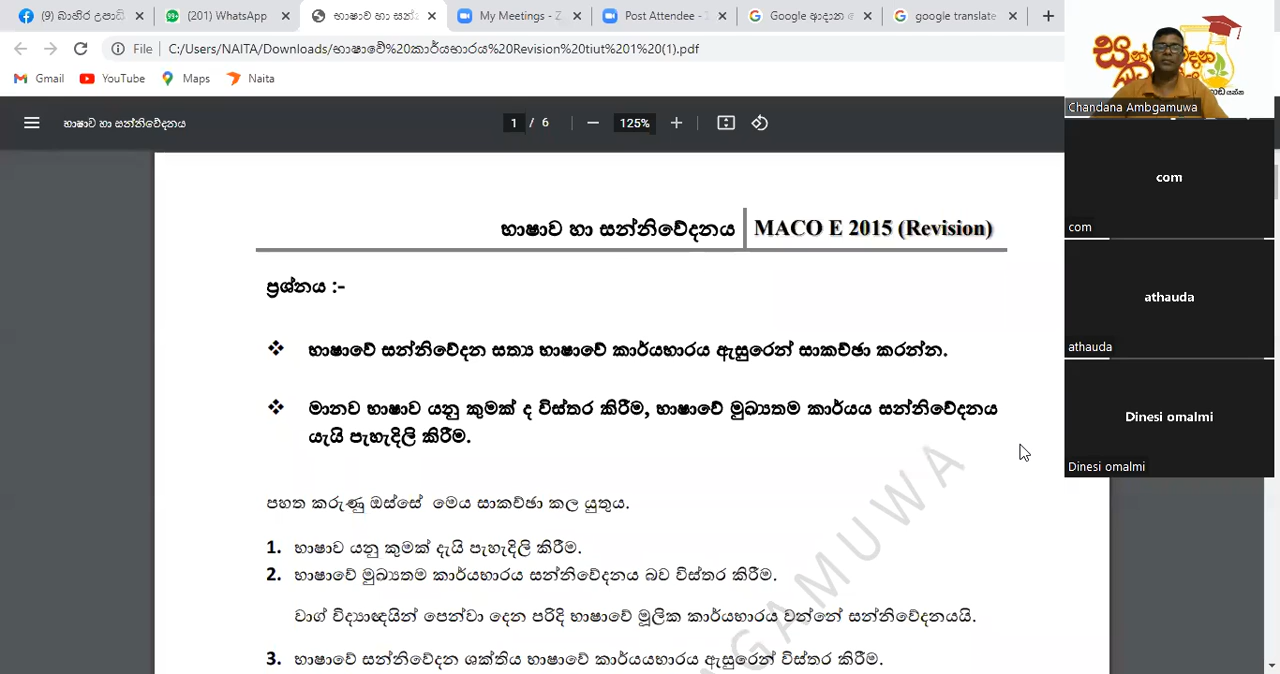 (9) බාහිර උපාධි
(201) WhatsApp
භාෂාව හා සන්
My Meetings - Z
Post Attendee -
Google ආදාන
google translate
File C:/Users/NAITA/Downloads/භාෂාවේ%20කාර්යභාරය%20Revision%20tiut%201%20(1).pdf
Gmail YouTube Maps Naita
භාෂාව හා සන්නිවේදනය
1 / 6
125%
භාෂාව හා සන්නිවේදනය MACO E 2015 (Revision)
ප්‍රශ්නය :-
❖ භාෂාවේ සන්නිවේදන සත්‍ය භාෂාවේ කාර්යභාරය ඇසුරෙන් සාකච්ඡා කරන්න.
❖ මානව භාෂාව යනු කුමක් ද විස්තර කිරීම, භාෂාවේ මුඛ්‍යතම කාර්යය සන්නිවේදනය
යැයි පැහැදිලි කිරීම.
පහත කරුණු ඔස්සේ මෙය සාකච්ඡා කල යුතුය.
1. භාෂාව යනු කුමක් දැයි පැහැදිලි කිරීම.
2. භාෂාවේ මුඛ්‍යතම කාර්යභාරය සන්නිවේදනය බව විස්තර කිරීම.
වාග් විද්‍යාඥයින් පෙන්වා දෙන පරිදි භාෂාවේ මූලික කාර්යභාරය වන්නේ සන්නිවේදනයයි.
3. භාෂාවේ සන්නිවේදන ශක්තිය භාෂාවේ කාර්යයභාරය ඇසුරෙන් විස්තර කිරීම.
NGAMUWA
Chandana Ambgamuwa
com
com
athauda
athauda
Dinesi omalmi
Dinesi omalmi